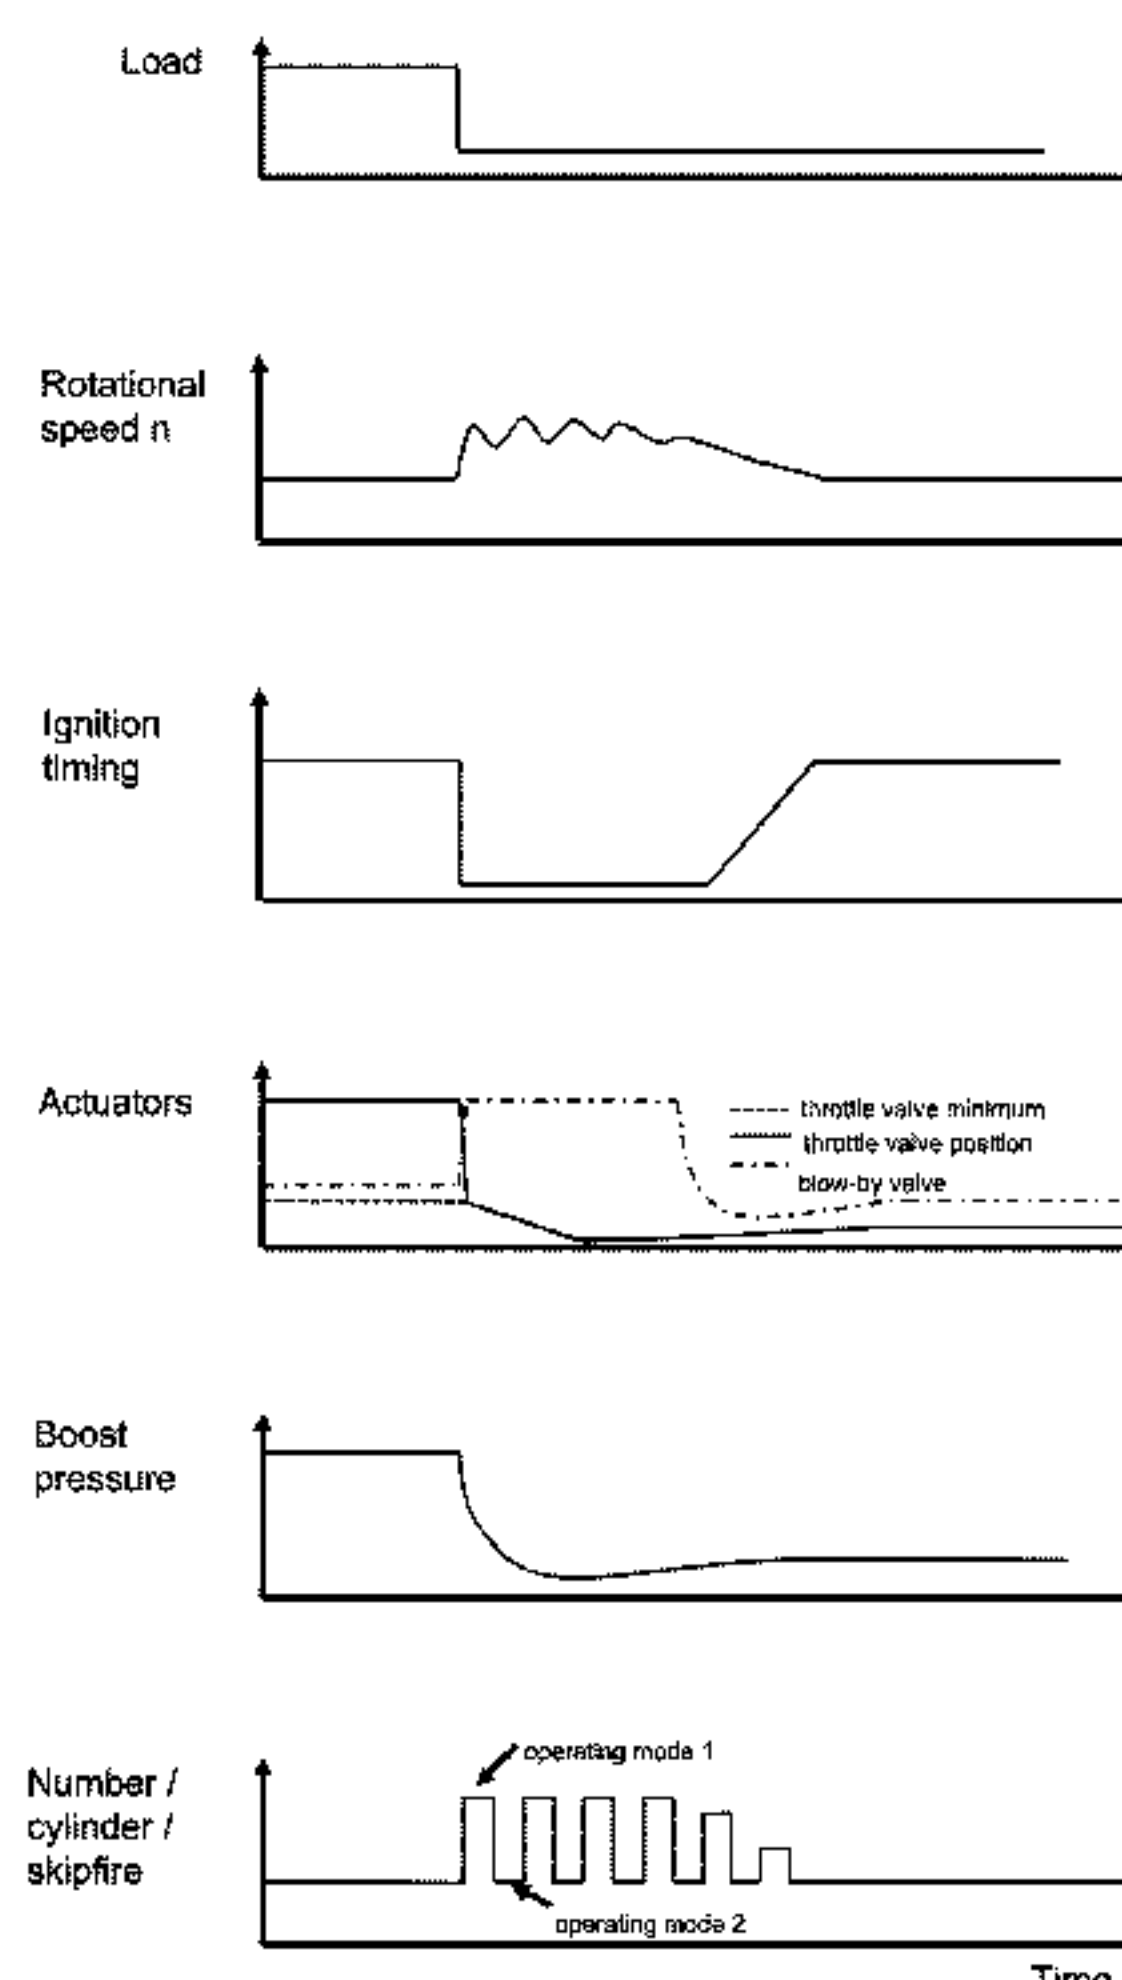 Load
Rotational
speed n
Ignition
timing
Actuators
throttle valve minimum
throttle valve position
blow-by valve
Boost
pressure
operating mode 1
Number /
cylinder /
skipfire
operating mode 2
Time